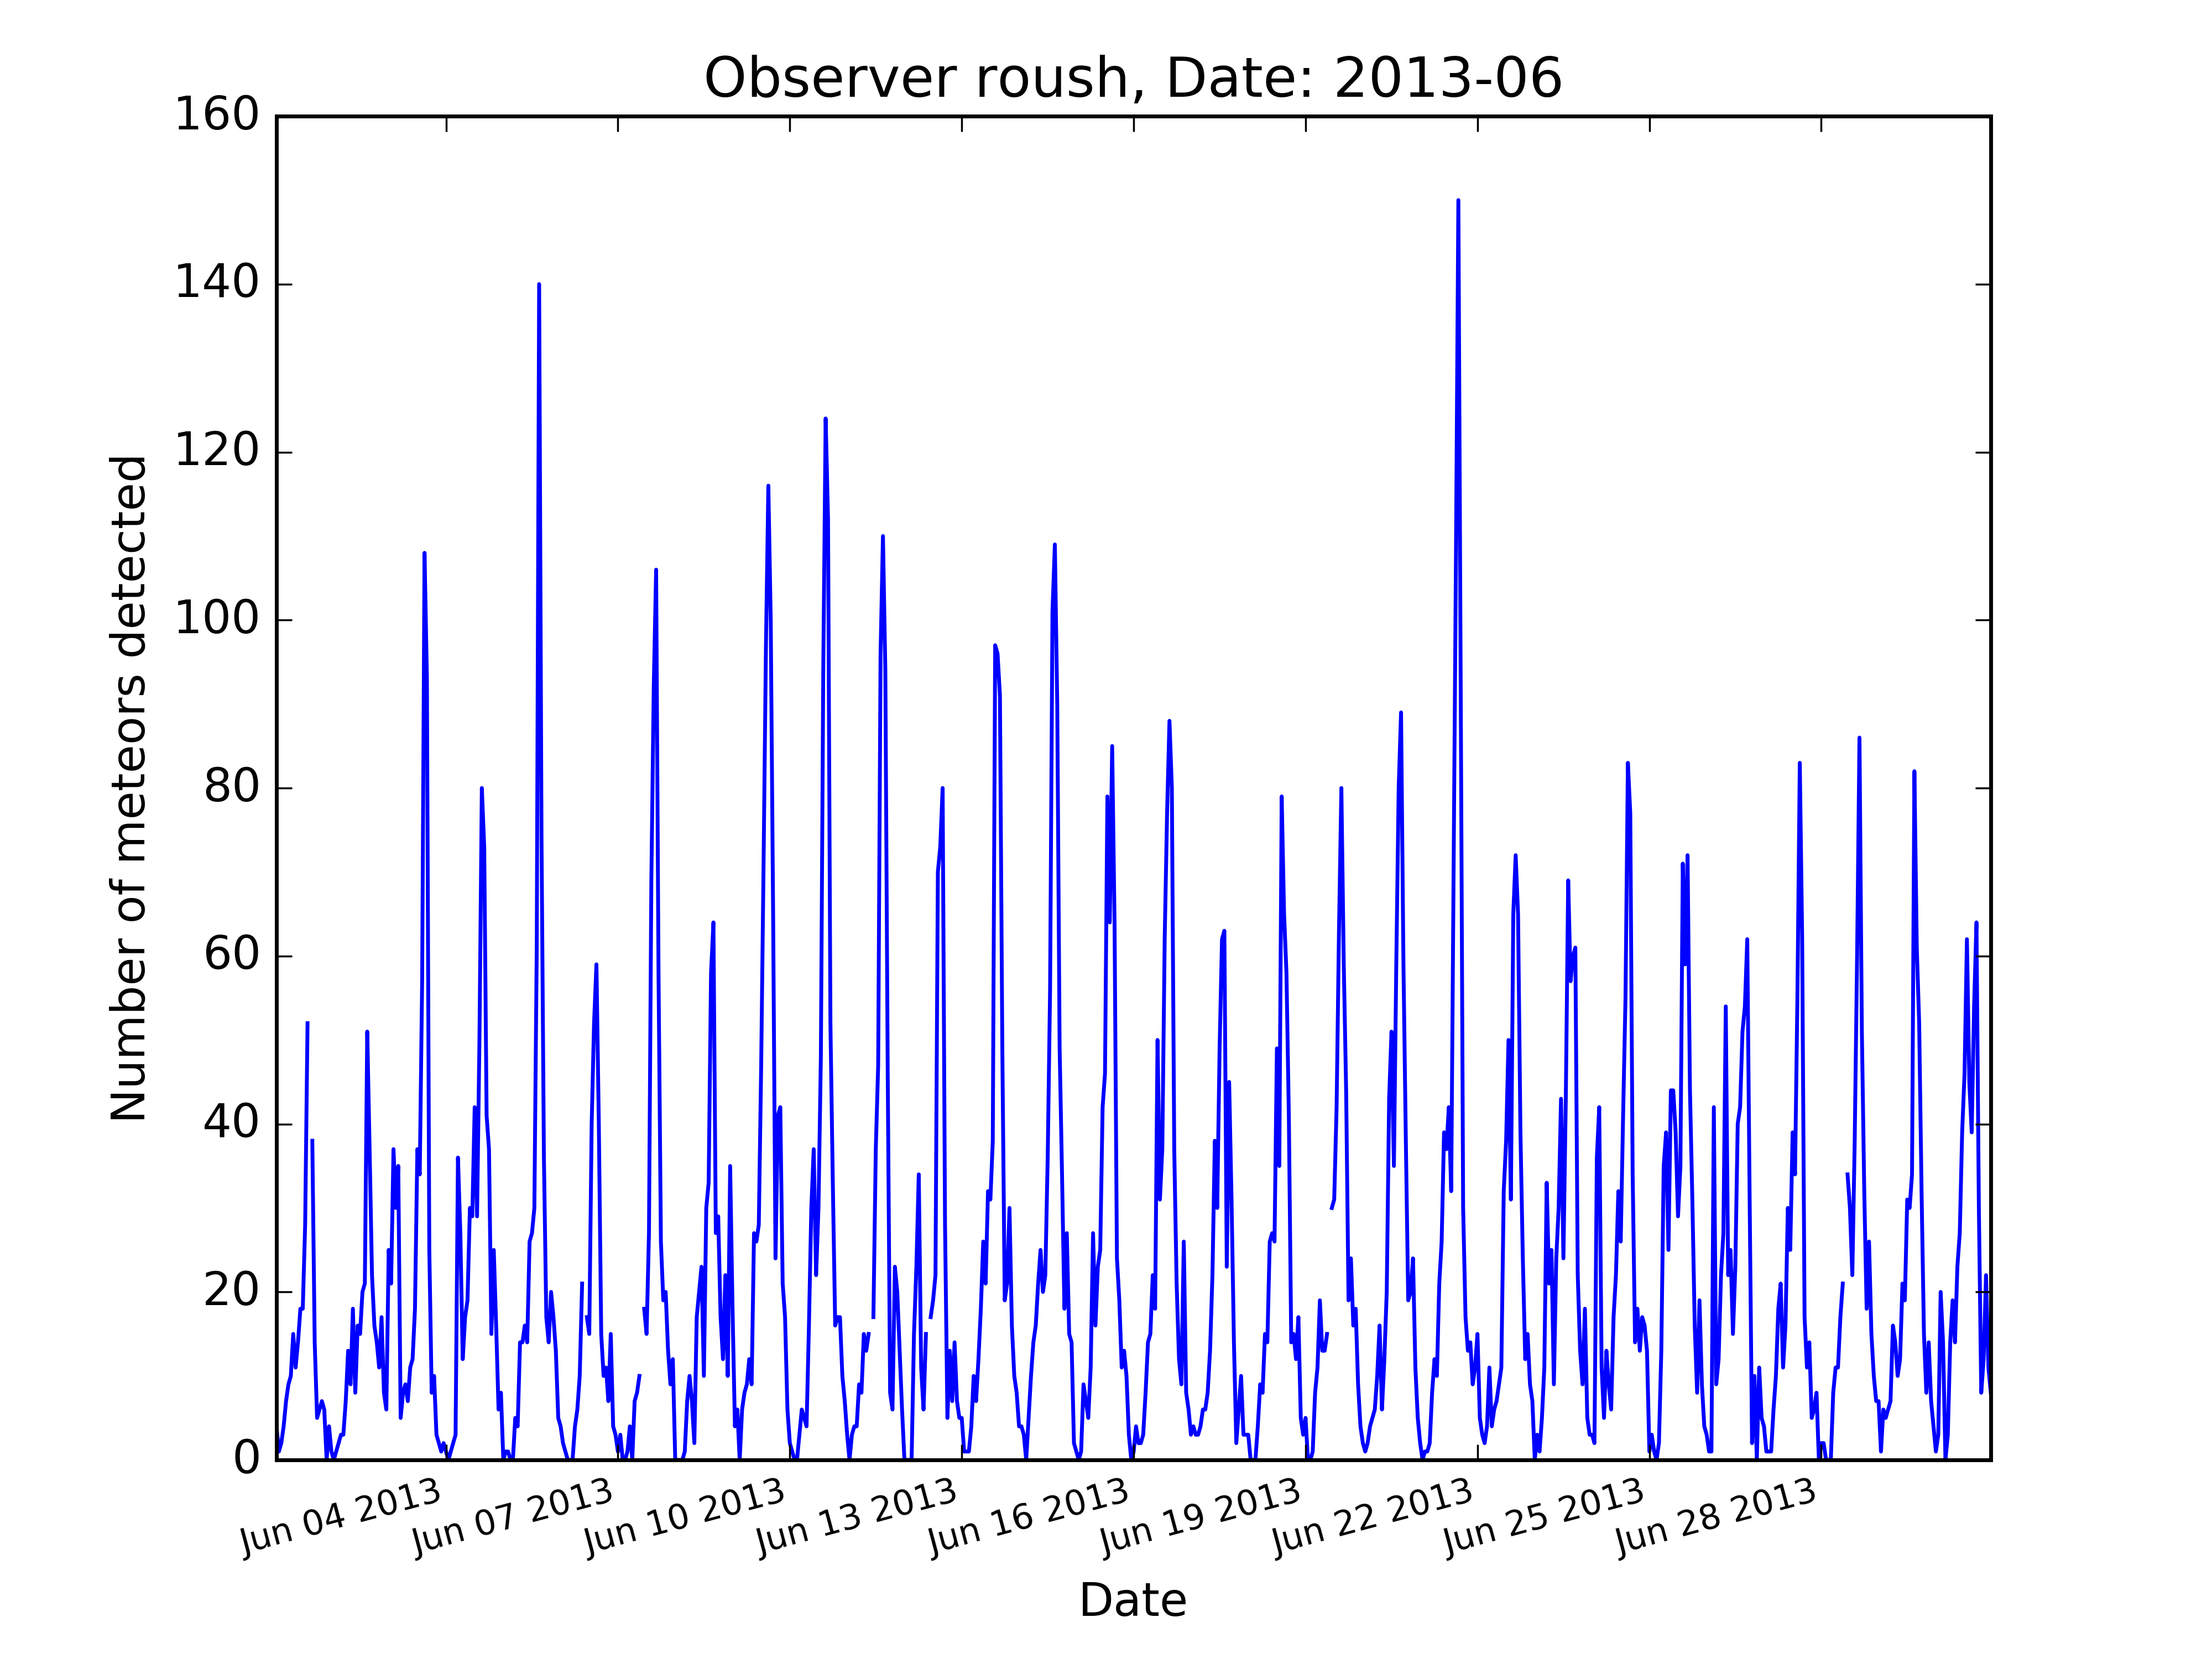 Observer roush, Date: 2013-06
160
140
120
100
80
60
40
20
0
Number of meteors detected
Jun 04 2013
Jun 07 2013
Jun 10 2013
Jun 13 2013
Jun 16 2013
Jun 19 2013
Jun 22 2013
Jun 25 2013
Jun 28 2013
Date